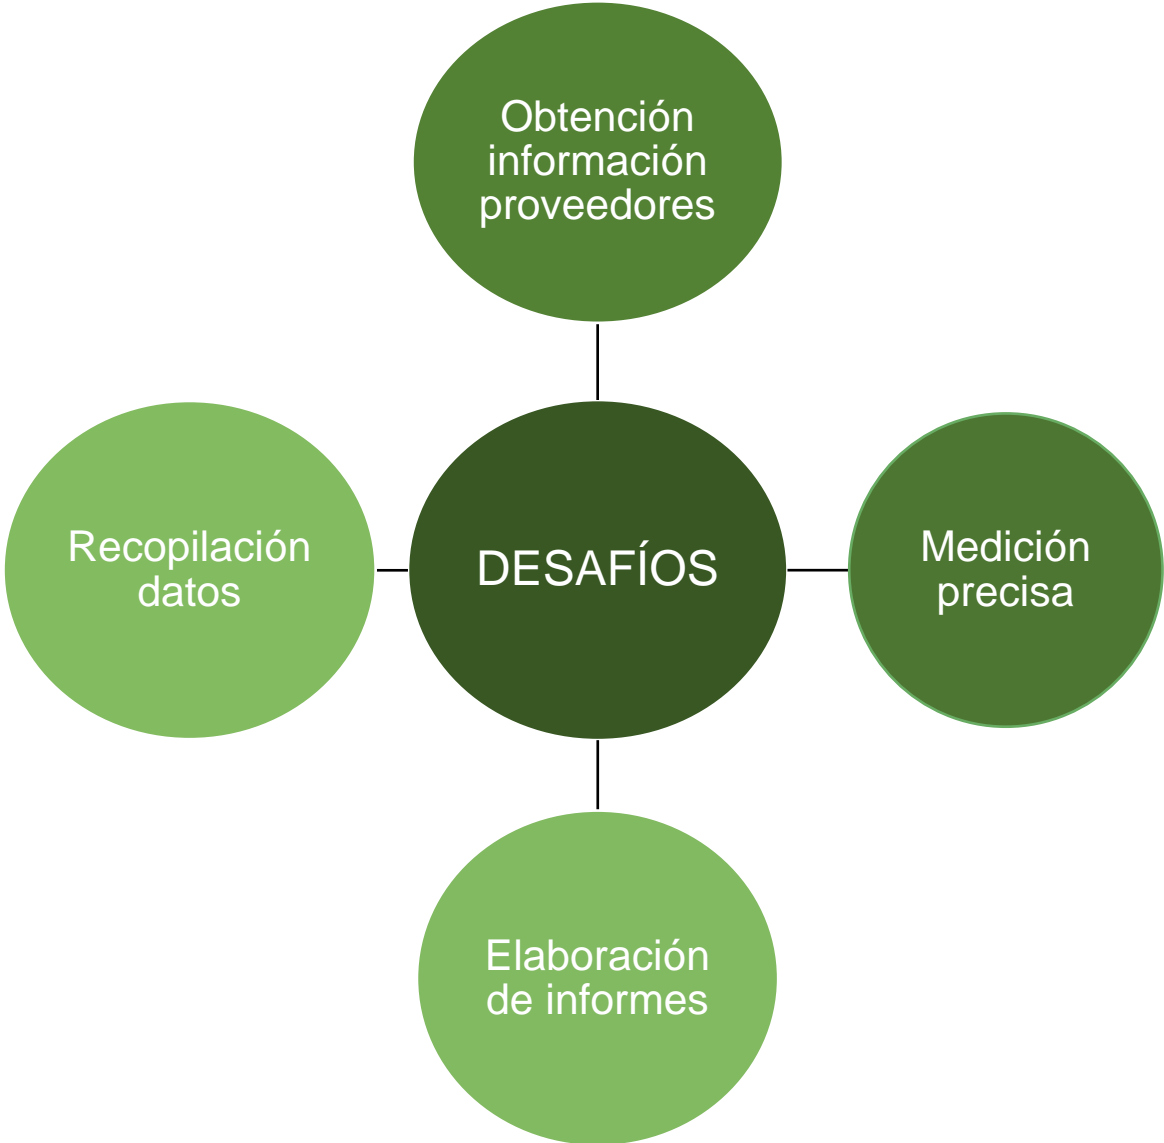 Obtención
información
proveedores
Recopilación
datos
DESAFÍOS
Medición
precisa
Elaboración
de informes